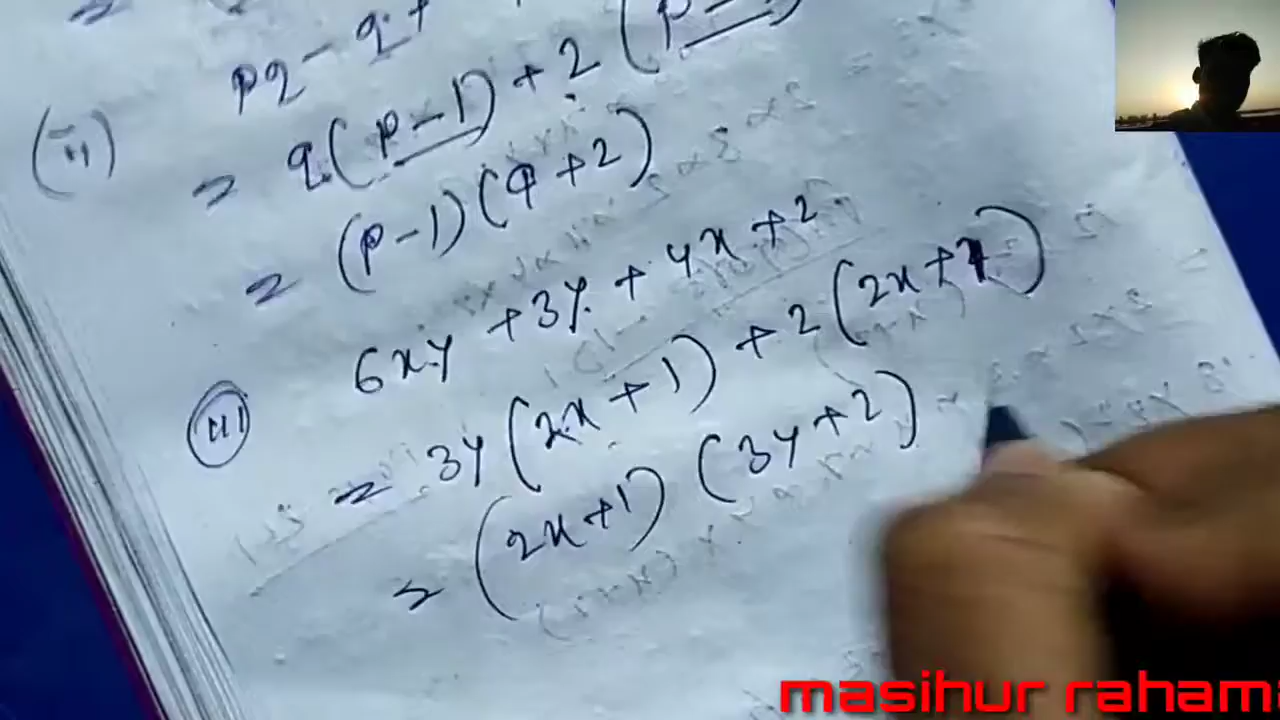 pq - q +
(ii) = q(p-1) + 2(p-
= (p-1)(q+2)
(iii) 6xy + 3y + 4x + 2
= 3y(2x+1) + 2(2x+1)
= (2x+1)(3y+2)
masihur raham